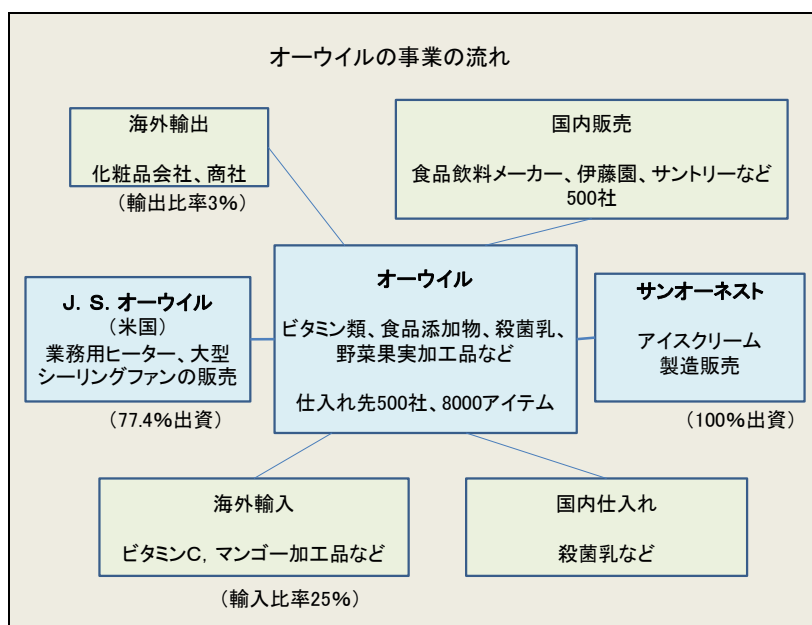 オーウイルの事業の流れ
海外輸出
化粧品会社、商社
（輸出比率3%）
国内販売
食品飲料メーカー、伊藤園、サントリーなど
500社
J．S．オーウイル
（米国）
業務用ヒーター、大型
シーリングファンの販売
（77.4%出資）
オーウイル
ビタミン類、食品添加物、殺菌乳、
野菜果実加工品など
仕入れ先500社、8000アイテム
サンオーネスト
アイスクリーム
製造販売
（100%出資）
海外輸入
ビタミンC，マンゴー加工品など
（輸入比率25%）
国内仕入れ
殺菌乳など